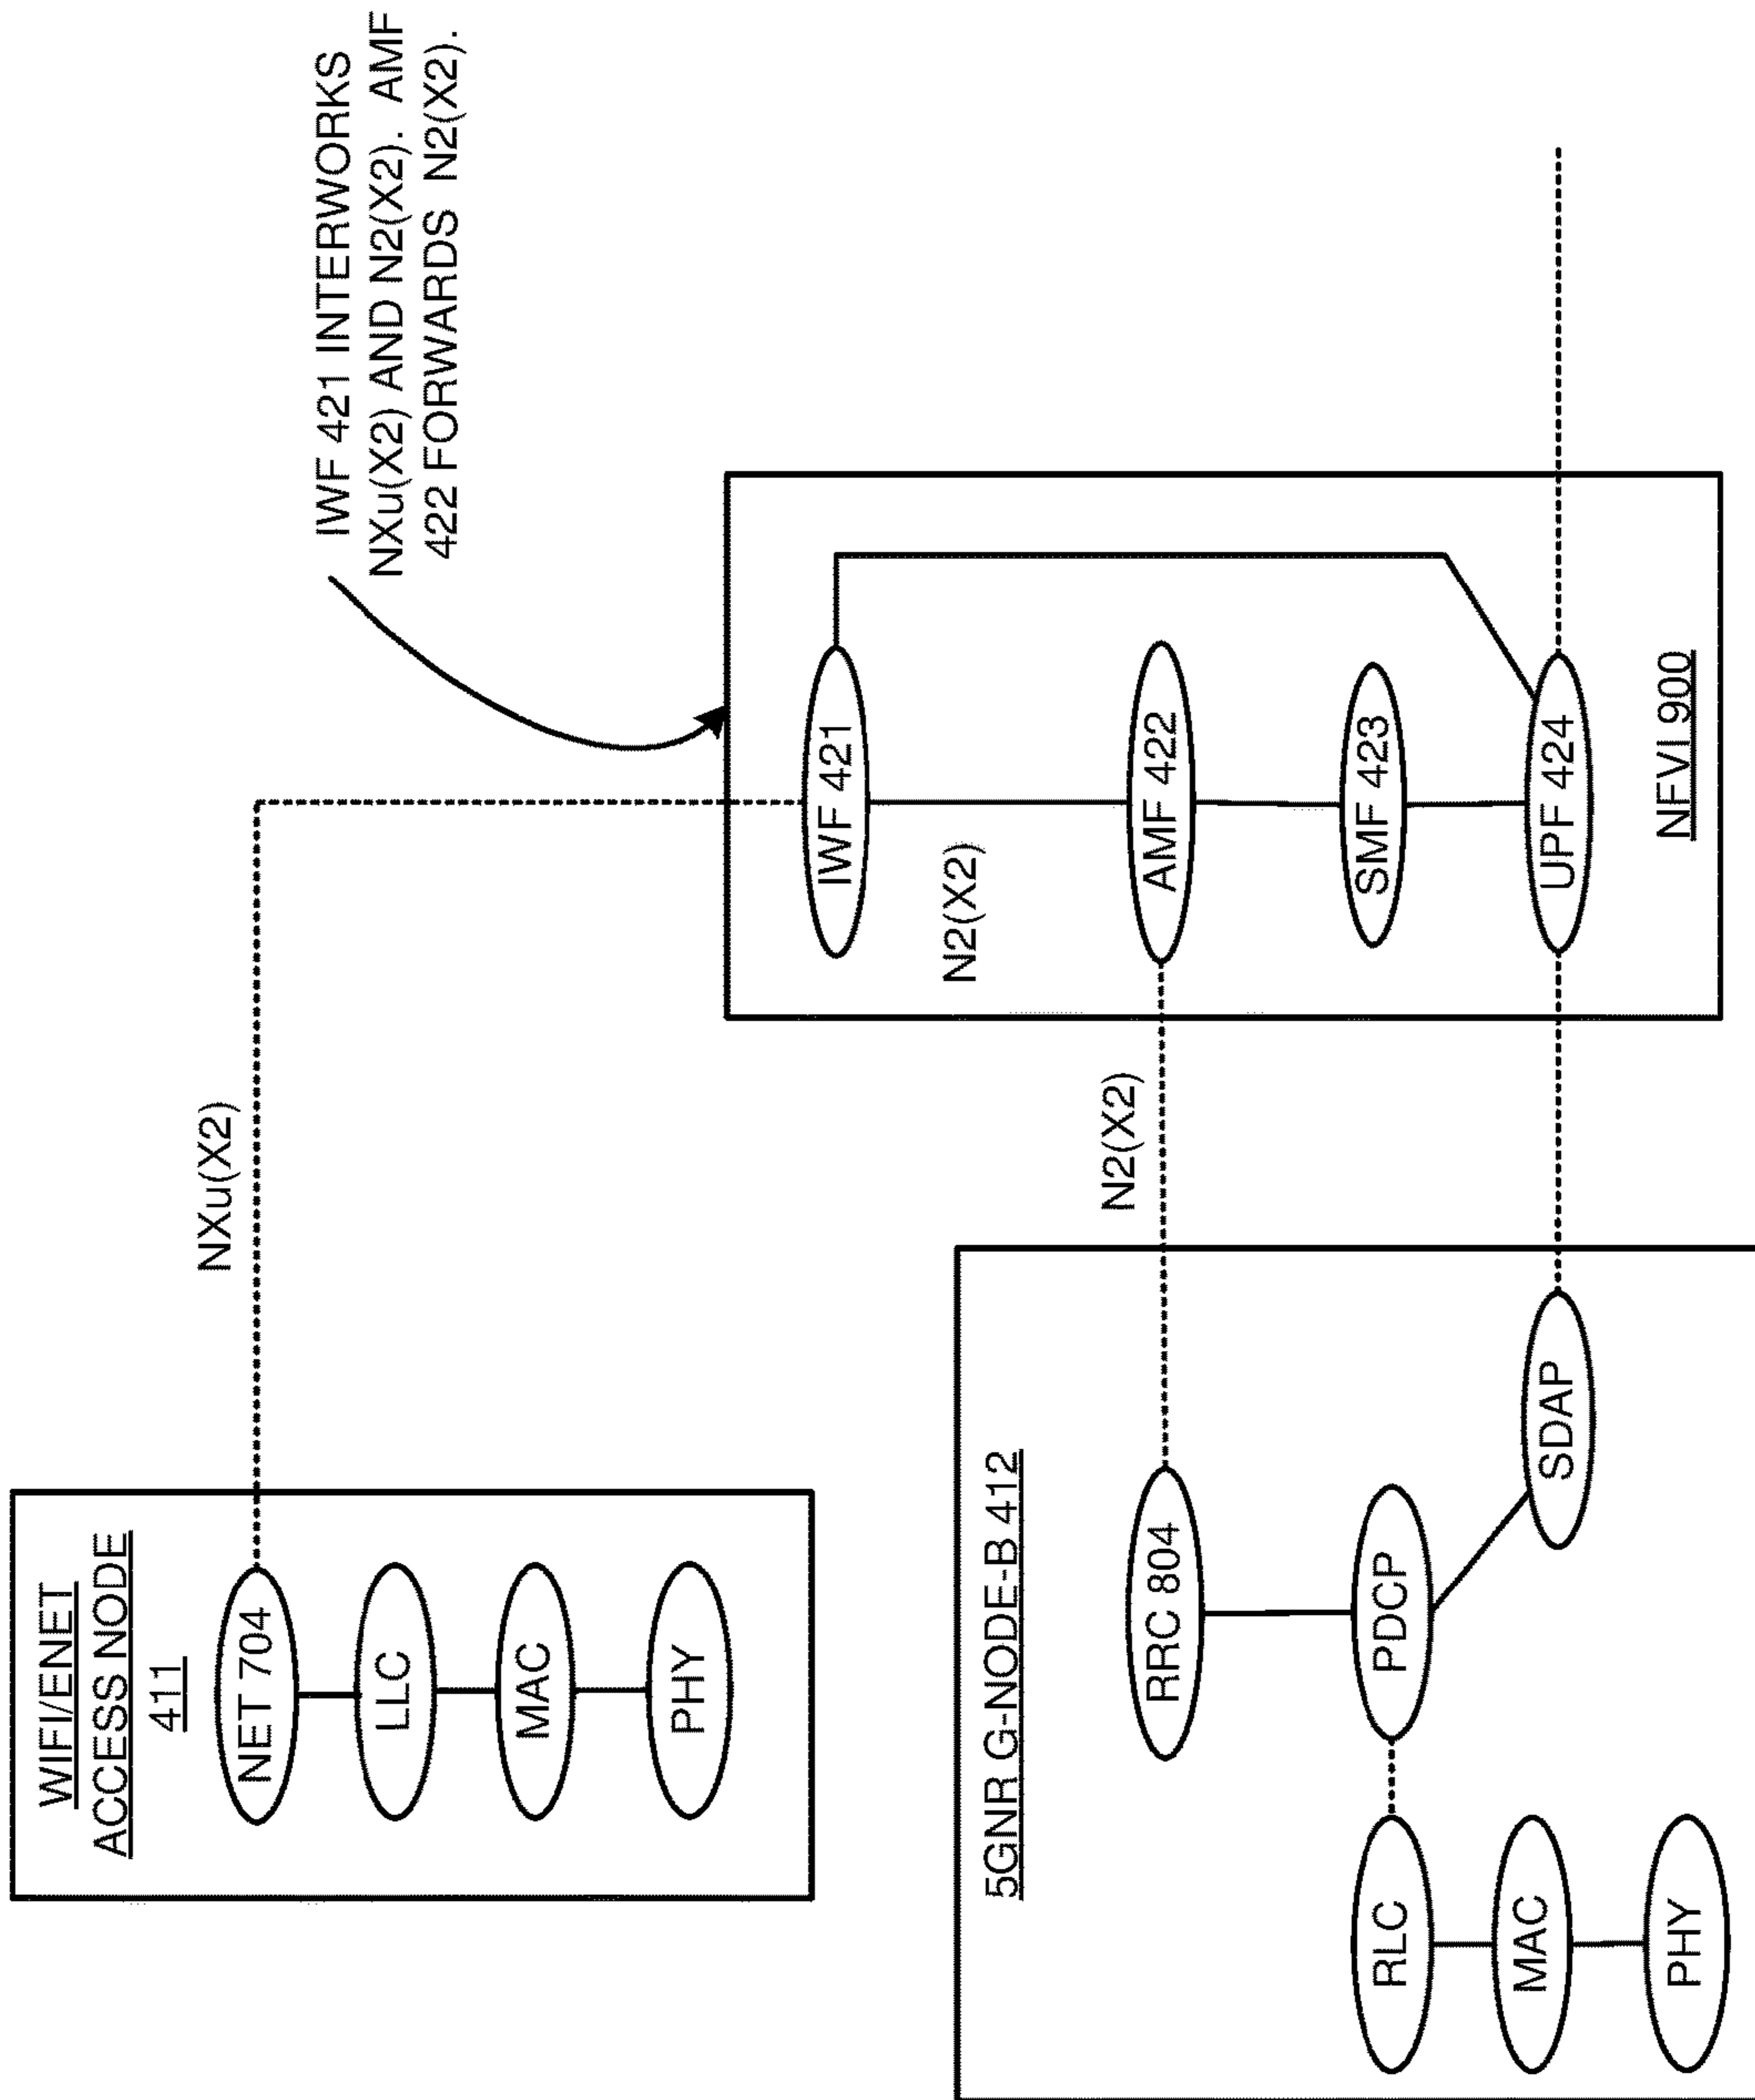 WIFI/ENET
ACCESS NODE
411
NET 704
LLC
MAC
PHY
NXu(X2)
IWF 421 INTERWORKS
NXu(X2) AND N2(X2). AMF
422 FORWARDS N2(X2).
5GNR G-NODE-B 412
RRC 804
RLC
PDCP
MAC
SDAP
PHY
N2(X2)
IWF 421
N2(X2)
AMF 422
SMF 423
UPF 424
NFVI 900